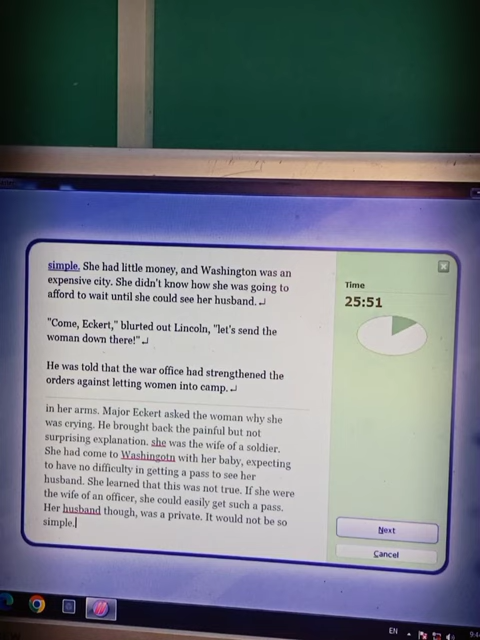 simple. She had little money, and Washington was an
expensive city. She didn't know how she was going to
afford to wait until she could see her husband.↵
"Come, Eckert," blurted out Lincoln, "let's send the
woman down there!"↵
He was told that the war office had strengthened the
orders against letting women into camp.↵
in her arms. Major Eckert asked the woman why she
was crying. He brought back the painful but not
surprising explanation. she was the wife of a soldier.
She had come to Washingotn with her baby, expecting
to have no difficulty in getting a pass to see her
husband. She learned that this was not true. If she were
the wife of an officer, she could easily get such a pass.
Her husband though, was a private. It would not be so
simple.
Time
25:51
Next
Cancel
EN